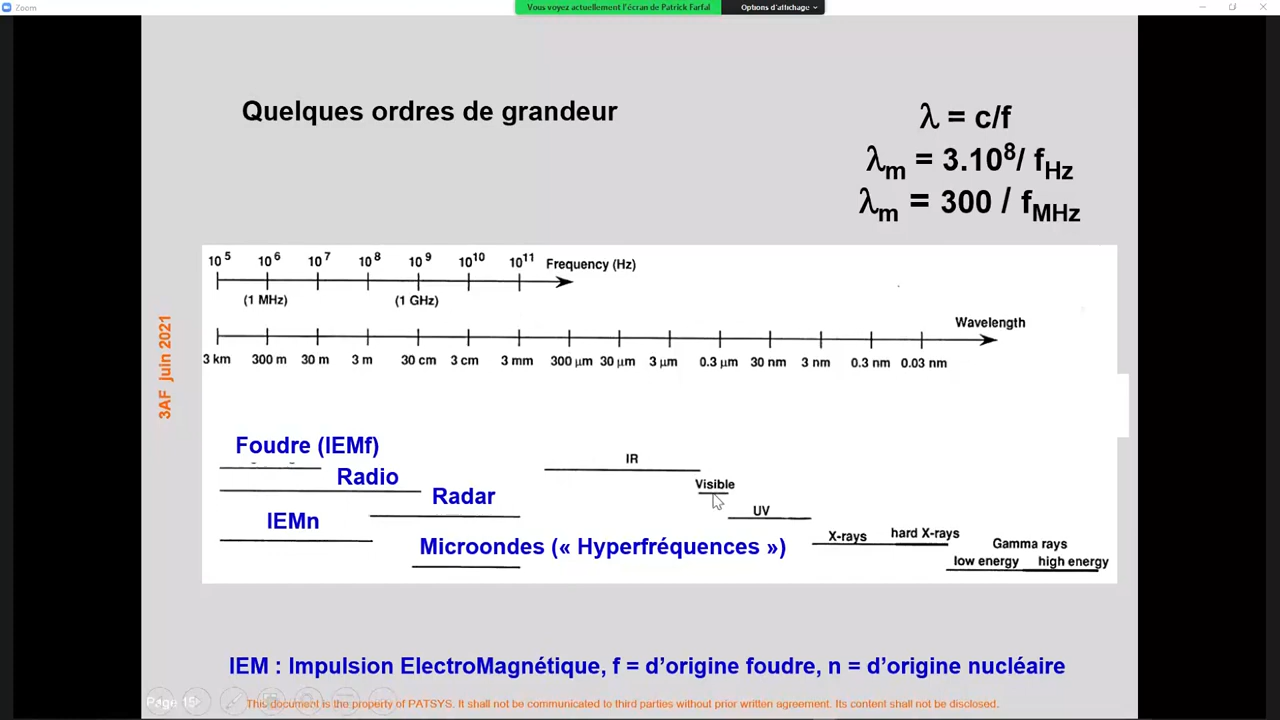 Zoom
Vous voyez actuellement l'écran de Patrick Farfal
Options d'affichage
Quelques ordres de grandeur
λ = c/f
λm = 3.10⁸/ fHz
λm = 300 / fMHz
3AF juin 2021
10⁵ 10⁶ 10⁷ 10⁸ 10⁹ 10¹⁰ 10¹¹ Frequency (Hz)
(1 MHz) (1 GHz)
Wavelength
3 km 300 m 30 m 3 m 30 cm 3 cm 3 mm 300 µm 30 µm 3 µm 0.3 µm 30 nm 3 nm 0.3 nm 0.03 nm
Foudre (IEMf)
IR
Radio
Visible
Radar
UV
IEMn
X-rays hard X-rays
Microondes (« Hyperfréquences »)
Gamma rays
low energy high energy
IEM : Impulsion ElectroMagnétique, f = d'origine foudre, n = d'origine nucléaire
Page 15
This document is the property of PATSYS. It shall not be communicated to third parties without prior written agreement. Its content shall not be disclosed.